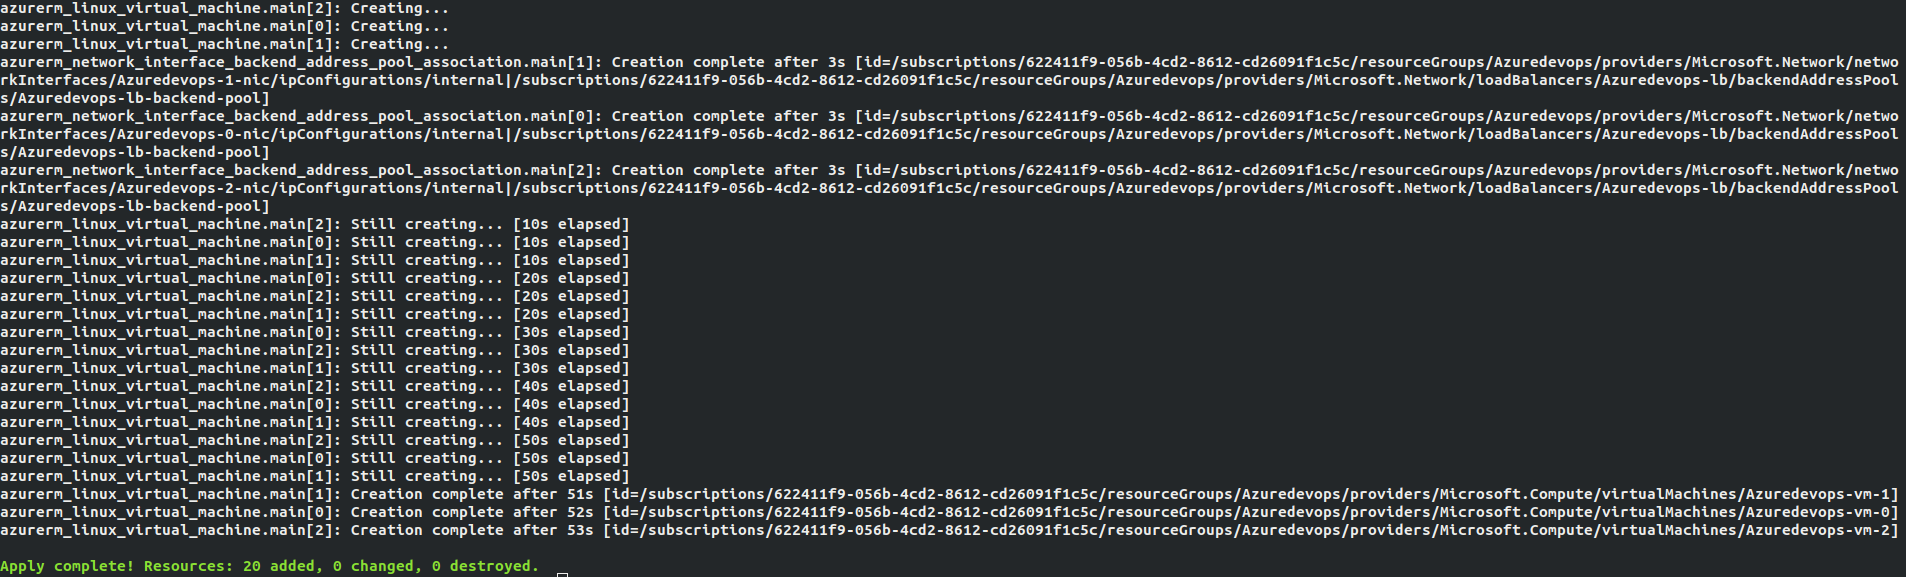 azurerm_linux_virtual_machine.main[2]: Creating...
azurerm_linux_virtual_machine.main[0]: Creating...
azurerm_linux_virtual_machine.main[1]: Creating...
azurerm_network_interface_backend_address_pool_association.main[1]: Creation complete after 3s [id=/subscriptions/622411f9-056b-4cd2-8612-cd26091f1c5c/resourceGroups/Azuredevops/providers/Microsoft.Network/netwo
rkInterfaces/Azuredevops-1-nic/ipConfigurations/internal|/subscriptions/622411f9-056b-4cd2-8612-cd26091f1c5c/resourceGroups/Azuredevops/providers/Microsoft.Network/loadBalancers/Azuredevops-lb/backendAddressPool
s/Azuredevops-lb-backend-pool]
azurerm_network_interface_backend_address_pool_association.main[0]: Creation complete after 3s [id=/subscriptions/622411f9-056b-4cd2-8612-cd26091f1c5c/resourceGroups/Azuredevops/providers/Microsoft.Network/netwo
rkInterfaces/Azuredevops-0-nic/ipConfigurations/internal|/subscriptions/622411f9-056b-4cd2-8612-cd26091f1c5c/resourceGroups/Azuredevops/providers/Microsoft.Network/loadBalancers/Azuredevops-lb/backendAddressPool
s/Azuredevops-lb-backend-pool]
azurerm_network_interface_backend_address_pool_association.main[2]: Creation complete after 3s [id=/subscriptions/622411f9-056b-4cd2-8612-cd26091f1c5c/resourceGroups/Azuredevops/providers/Microsoft.Network/netwo
rkInterfaces/Azuredevops-2-nic/ipConfigurations/internal|/subscriptions/622411f9-056b-4cd2-8612-cd26091f1c5c/resourceGroups/Azuredevops/providers/Microsoft.Network/loadBalancers/Azuredevops-lb/backendAddressPool
s/Azuredevops-lb-backend-pool]
azurerm_linux_virtual_machine.main[2]: Still creating... [10s elapsed]
azurerm_linux_virtual_machine.main[0]: Still creating... [10s elapsed]
azurerm_linux_virtual_machine.main[1]: Still creating... [10s elapsed]
azurerm_linux_virtual_machine.main[0]: Still creating... [20s elapsed]
azurerm_linux_virtual_machine.main[2]: Still creating... [20s elapsed]
azurerm_linux_virtual_machine.main[1]: Still creating... [20s elapsed]
azurerm_linux_virtual_machine.main[0]: Still creating... [30s elapsed]
azurerm_linux_virtual_machine.main[2]: Still creating... [30s elapsed]
azurerm_linux_virtual_machine.main[1]: Still creating... [30s elapsed]
azurerm_linux_virtual_machine.main[2]: Still creating... [40s elapsed]
azurerm_linux_virtual_machine.main[0]: Still creating... [40s elapsed]
azurerm_linux_virtual_machine.main[1]: Still creating... [40s elapsed]
azurerm_linux_virtual_machine.main[2]: Still creating... [50s elapsed]
azurerm_linux_virtual_machine.main[0]: Still creating... [50s elapsed]
azurerm_linux_virtual_machine.main[1]: Still creating... [50s elapsed]
azurerm_linux_virtual_machine.main[1]: Creation complete after 51s [id=/subscriptions/622411f9-056b-4cd2-8612-cd26091f1c5c/resourceGroups/Azuredevops/providers/Microsoft.Compute/virtualMachines/Azuredevops-vm-1]
azurerm_linux_virtual_machine.main[0]: Creation complete after 52s [id=/subscriptions/622411f9-056b-4cd2-8612-cd26091f1c5c/resourceGroups/Azuredevops/providers/Microsoft.Compute/virtualMachines/Azuredevops-vm-0]
azurerm_linux_virtual_machine.main[2]: Creation complete after 53s [id=/subscriptions/622411f9-056b-4cd2-8612-cd26091f1c5c/resourceGroups/Azuredevops/providers/Microsoft.Compute/virtualMachines/Azuredevops-vm-2]
Apply complete! Resources: 20 added, 0 changed, 0 destroyed.